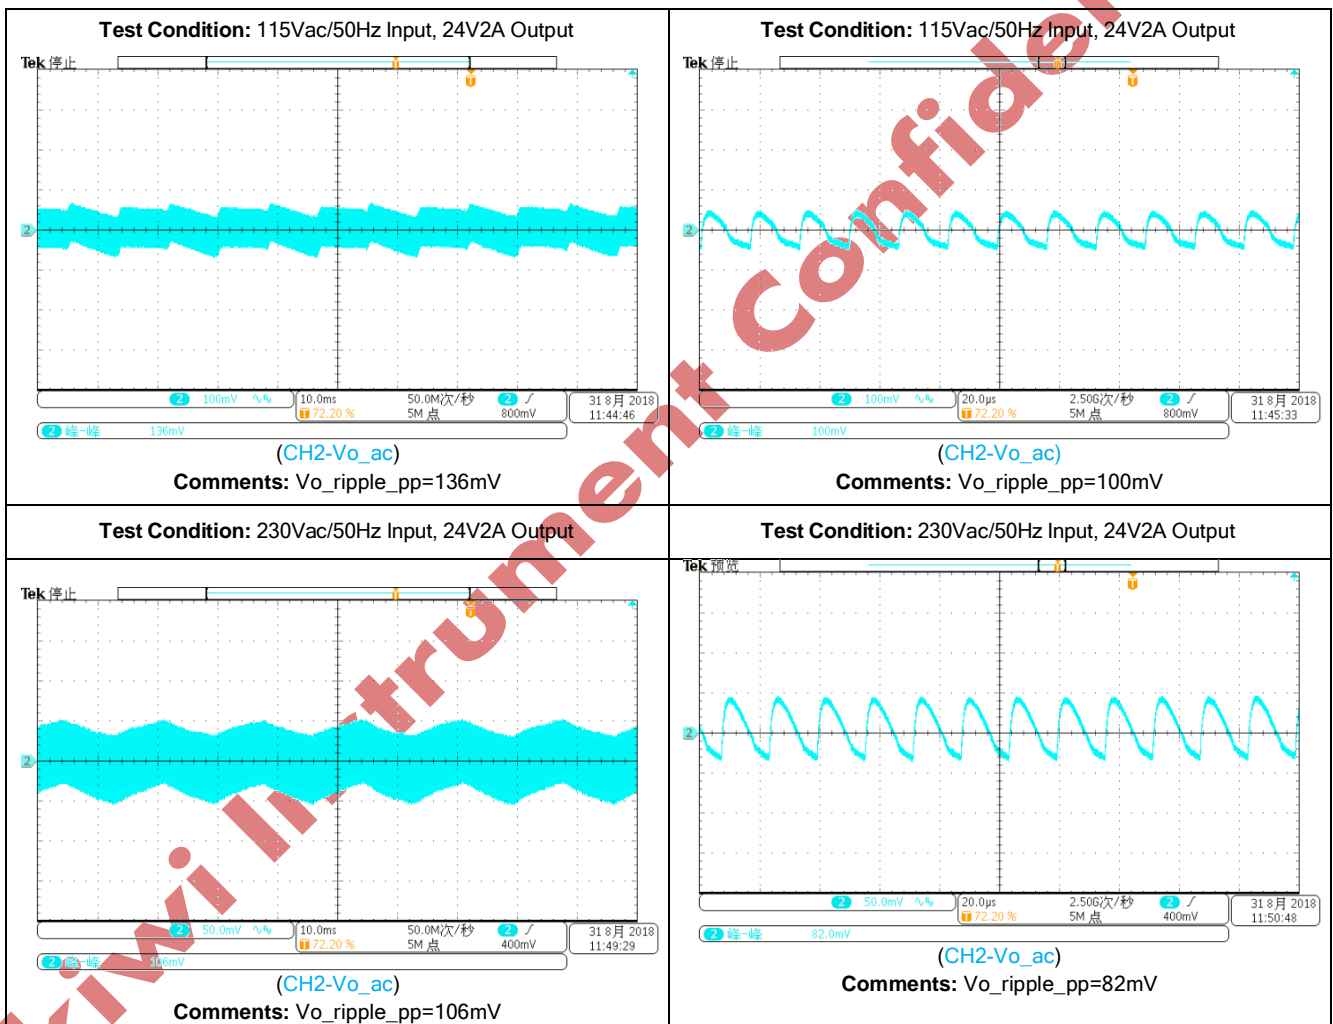 Test Condition: 115Vac/50Hz Input, 24V2A Output
Tek 停止
T
T
2
2 100mV
10.0ms 50.0M次/秒 2
T 72.20 % 5M 点 800mV
31 8月 2018
11:44:46
2 峰-峰 136mV
(CH2-Vo_ac)
Comments: Vo_ripple_pp=136mV
Test Condition: 115Vac/50Hz Input, 24V2A Output
Tek 停止
T
T
2
2 100mV
20.0µs 2.50G次/秒 2
T 72.20 % 5M 点 800mV
31 8月 2018
11:45:33
2 峰-峰 100mV
(CH2-Vo_ac)
Comments: Vo_ripple_pp=100mV
Test Condition: 230Vac/50Hz Input, 24V2A Output
Tek 停止
T
T
2
2 50.0mV
10.0ms 50.0M次/秒 2
T 72.20 % 5M 点 400mV
31 8月 2018
11:49:29
2 峰-峰 106mV
(CH2-Vo_ac)
Comments: Vo_ripple_pp=106mV
Test Condition: 230Vac/50Hz Input, 24V2A Output
Tek 预览
T
T
2
2 50.0mV
20.0µs 2.50G次/秒 2
T 72.20 % 5M 点 400mV
31 8月 2018
11:50:48
2 峰-峰 82.0mV
(CH2-Vo_ac)
Comments: Vo_ripple_pp=82mV
kiwi Instrument Confiden